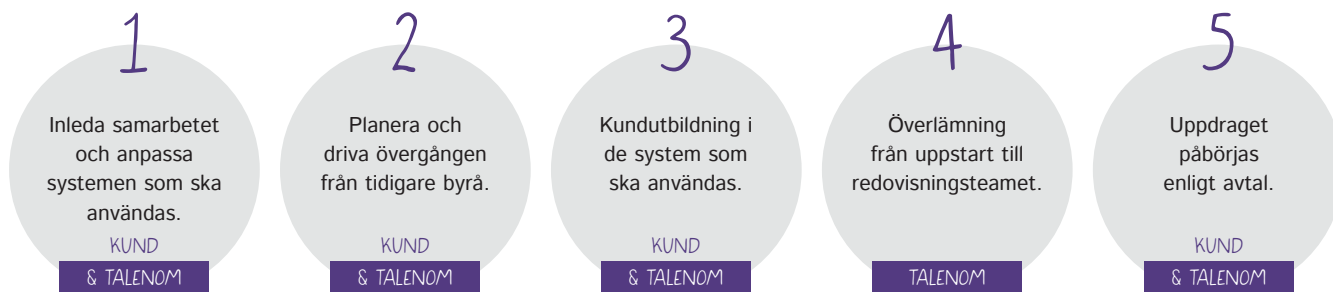 1
Inleda samarbetet
och anpassa
systemen som ska
användas.
KUND
& TALENOM
2
Planera och
driva övergången
från tidigare byrå.
KUND
& TALENOM
3
Kundutbildning i
de system som
ska användas.
KUND
& TALENOM
4
Överlämning
från uppstart till
redovisningsteamet.
TALENOM
5
Uppdraget
påbörjas
enligt avtal.
KUND
& TALENOM